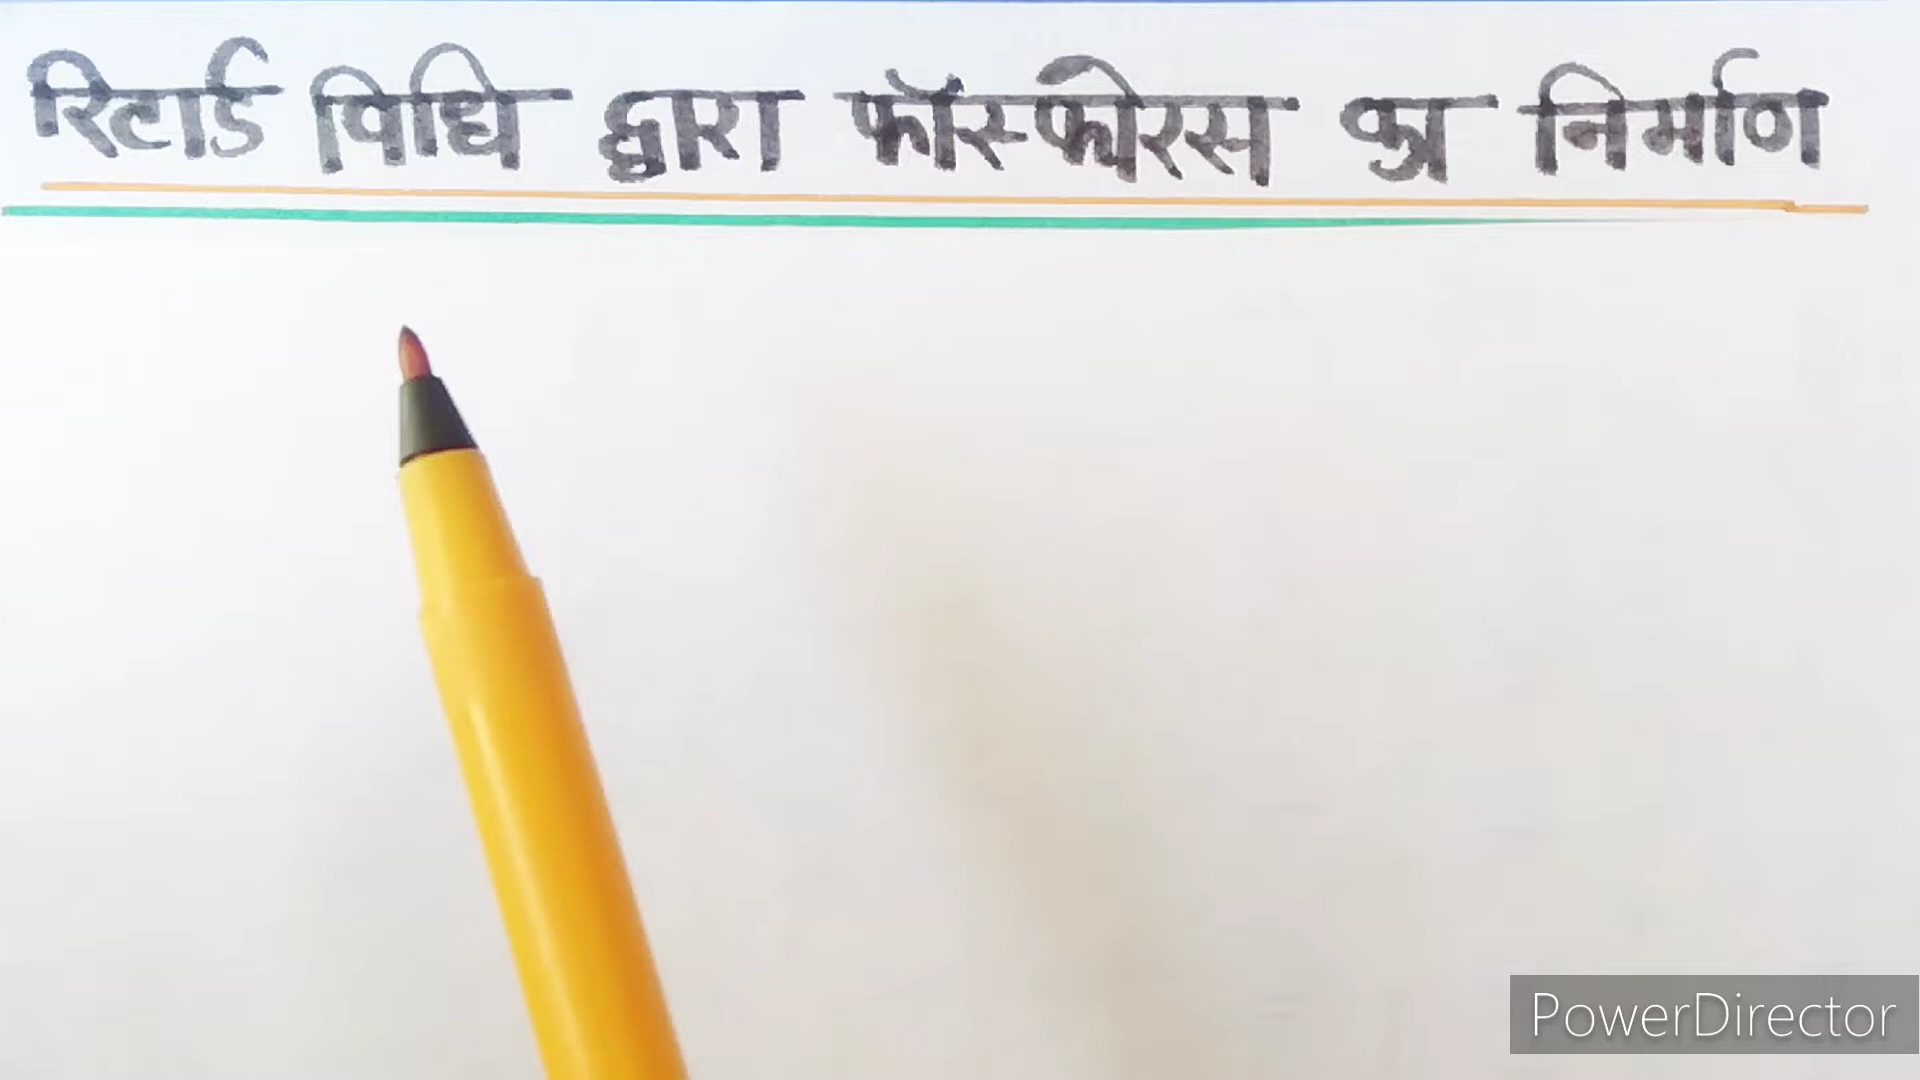 रिटार्ड विधि द्वारा फॉस्फोरस का निर्माण
PowerDirector